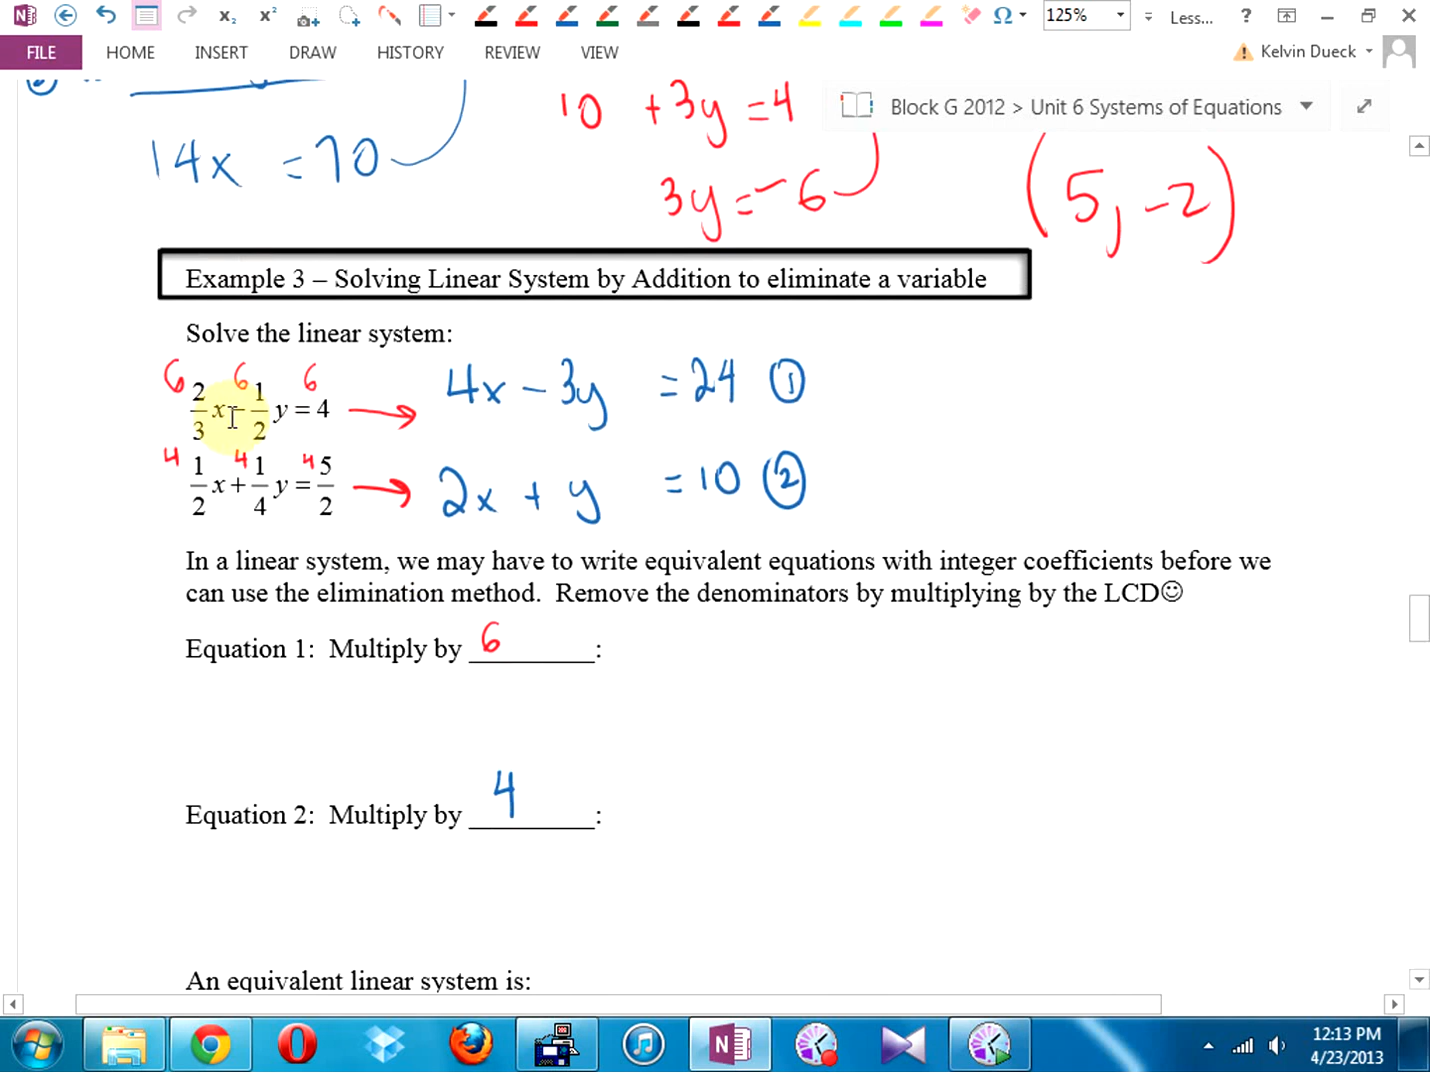 x₂ x² Ω 125% Less... ?
FILE HOME INSERT DRAW HISTORY REVIEW VIEW Kelvin Dueck
Block G 2012 > Unit 6 Systems of Equations
14x = 70
10 + 3y = 4
3y = -6
(5, -2)
Example 3 – Solving Linear System by Addition to eliminate a variable
Solve the linear system:
6 6 6
2/3 x - 1/2 y = 4 → 4x - 3y = 24 ①
4 4 4
1/2 x + 1/4 y = 5/2 → 2x + y = 10 ②
In a linear system, we may have to write equivalent equations with integer coefficients before we
can use the elimination method. Remove the denominators by multiplying by the LCD☺
Equation 1: Multiply by 6:
Equation 2: Multiply by 4:
An equivalent linear system is:
N
12:13 PM
4/23/2013